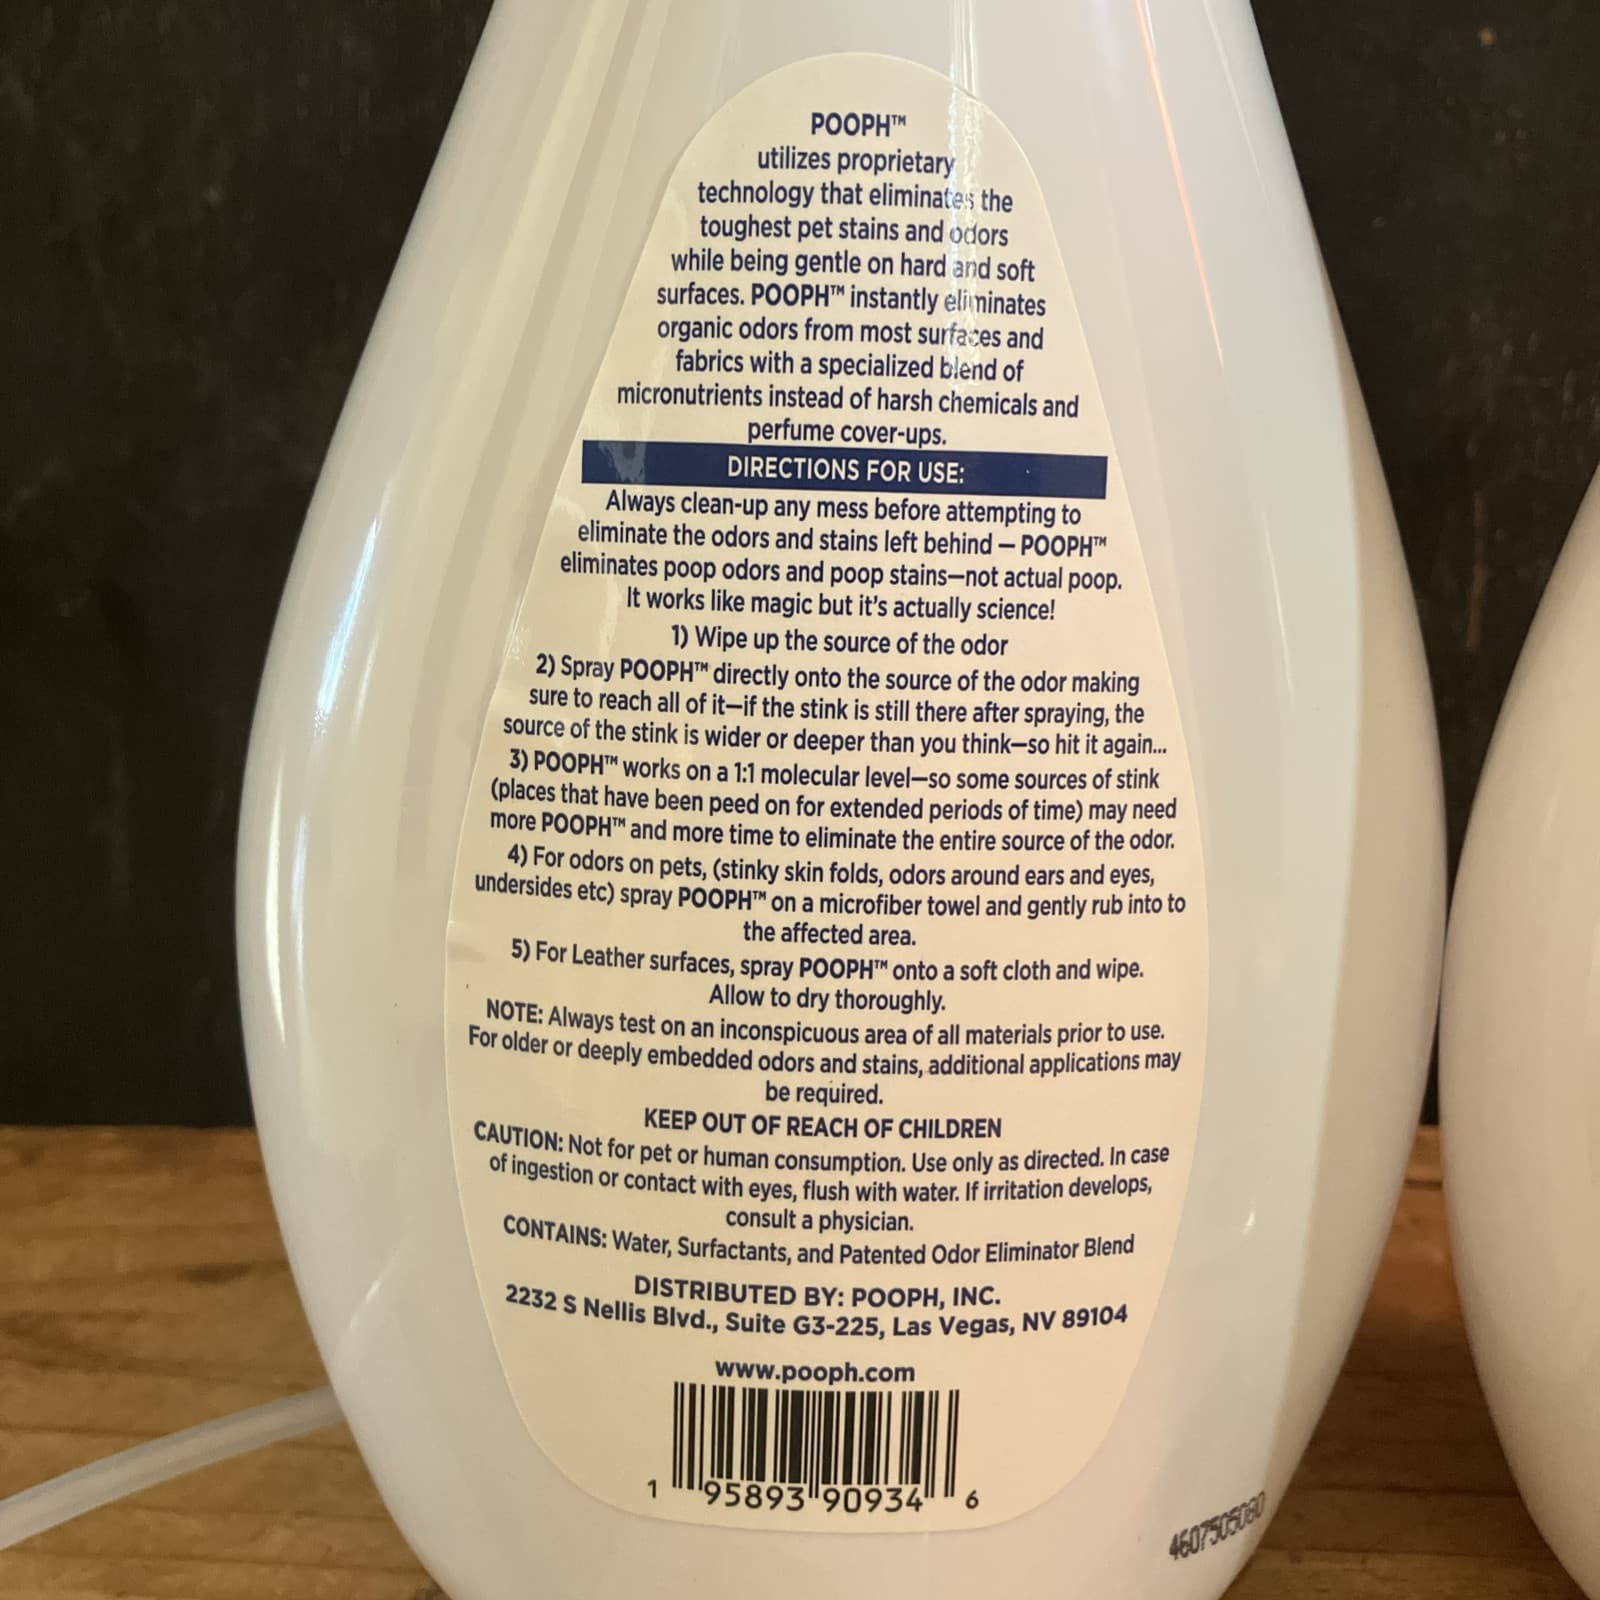 POOPH™
utilizes proprietary
technology that eliminates the
toughest pet stains and odors
while being gentle on hard and soft
surfaces. POOPH™ instantly eliminates
organic odors from most surfaces and
fabrics with a specialized blend of
micronutrients instead of harsh chemicals and
perfume cover-ups.
DIRECTIONS FOR USE:
Always clean-up any mess before attempting to
eliminate the odors and stains left behind – POOPH™
eliminates poop odors and poop stains—not actual poop.
It works like magic but it's actually science!
1) Wipe up the source of the odor
2) Spray POOPH™ directly onto the source of the odor making
sure to reach all of it—if the stink is still there after spraying, the
source of the stink is wider or deeper than you think—so hit it again...
3) POOPH™ works on a 1:1 molecular level—so some sources of stink
(places that have been peed on for extended periods of time) may need
more POOPH™ and more time to eliminate the entire source of the odor.
4) For odors on pets, (stinky skin folds, odors around ears and eyes,
undersides etc) spray POOPH™ on a microfiber towel and gently rub into to
the affected area.
5) For Leather surfaces, spray POOPH™ onto a soft cloth and wipe.
Allow to dry thoroughly.
NOTE: Always test on an inconspicuous area of all materials prior to use.
For older or deeply embedded odors and stains, additional applications may
be required.
KEEP OUT OF REACH OF CHILDREN
CAUTION: Not for pet or human consumption. Use only as directed. In case
of ingestion or contact with eyes, flush with water. If irritation develops,
consult a physician.
CONTAINS: Water, Surfactants, and Patented Odor Eliminator Blend
DISTRIBUTED BY: POOPH, INC.
2232 S Nellis Blvd., Suite G3-225, Las Vegas, NV 89104
www.pooph.com
1 95893 90934 6